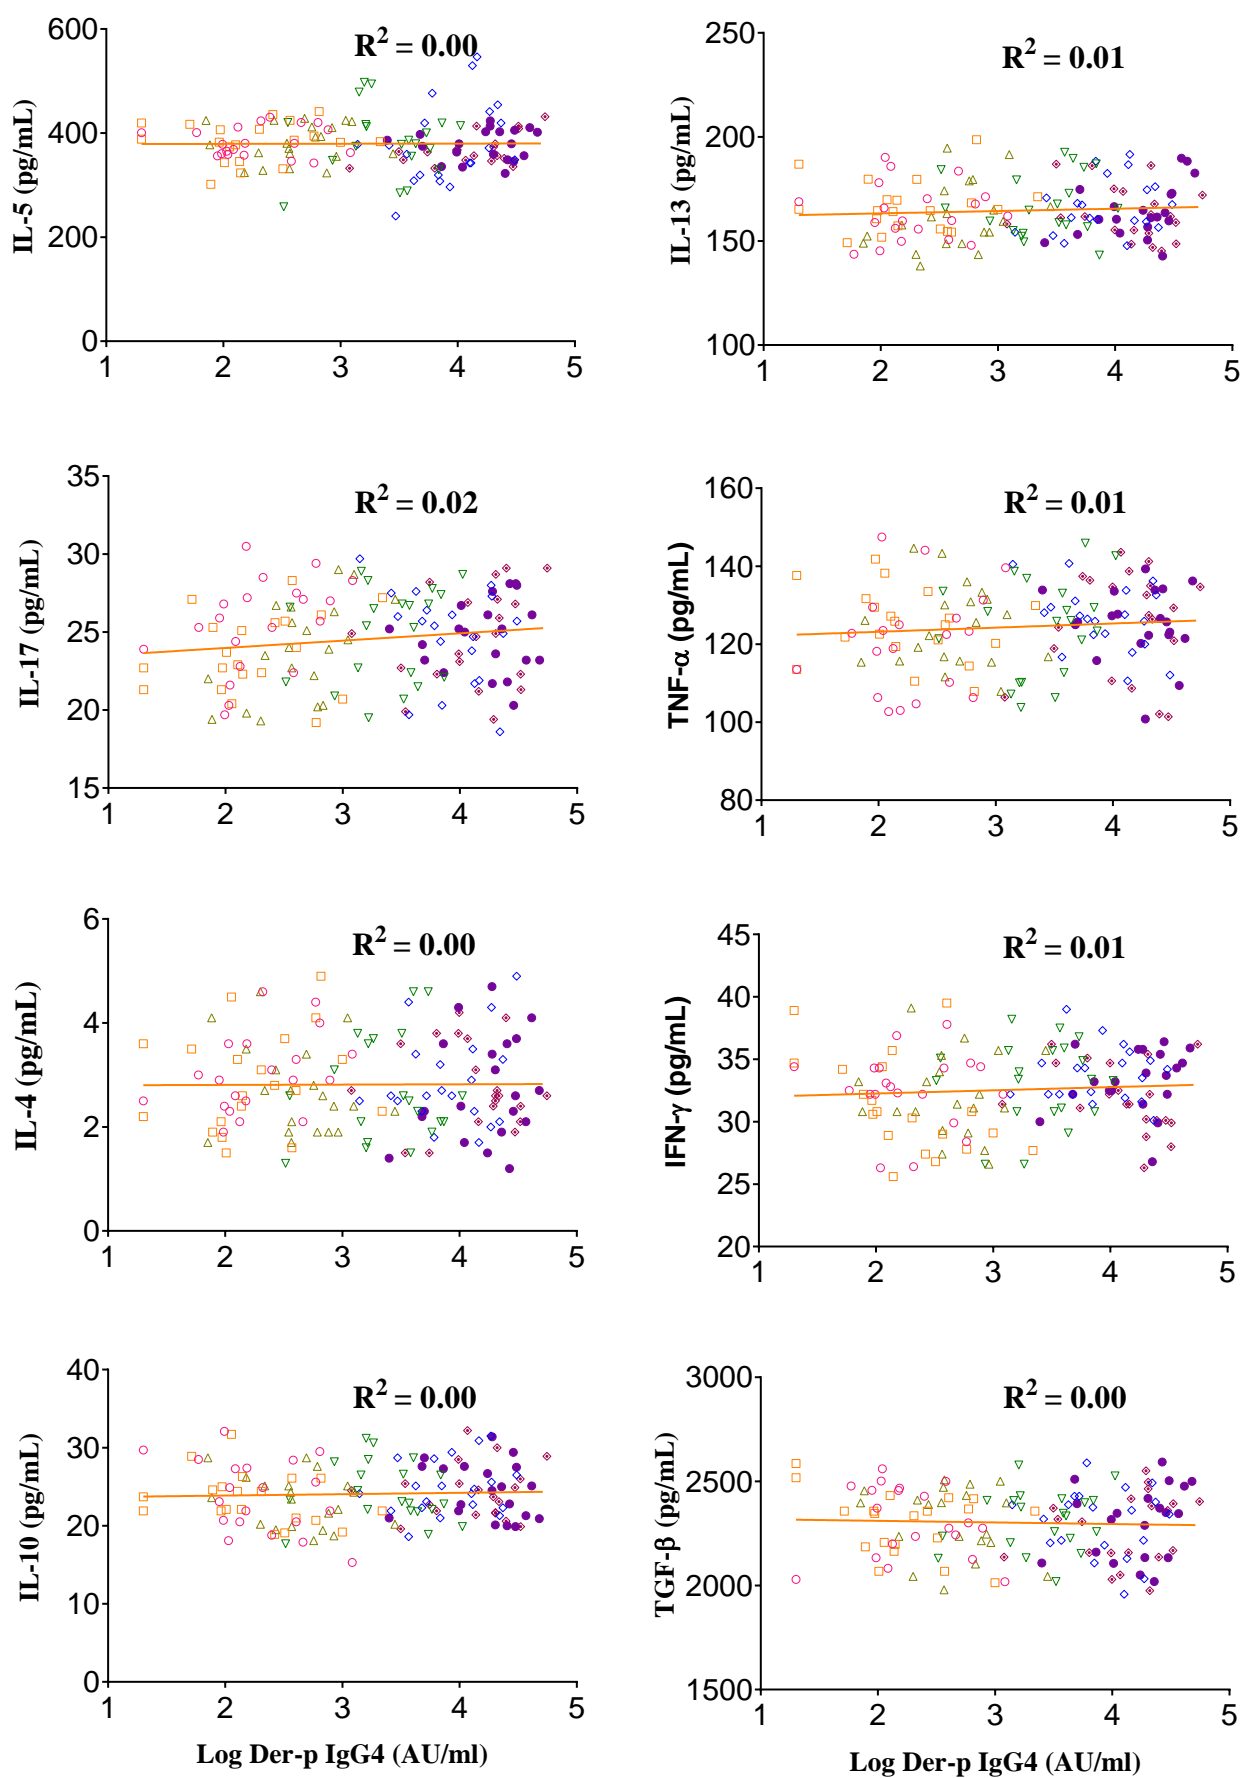 R² = 0.00
IL-5 (pg/mL)
600
400
200
0
1 2 3 4 5
R² = 0.01
IL-13 (pg/mL)
250
200
150
100
1 2 3 4 5
R² = 0.02
IL-17 (pg/mL)
35
30
25
20
15
1 2 3 4 5
R² = 0.01
TNF-α (pg/mL)
160
140
120
100
80
1 2 3 4 5
R² = 0.00
IL-4 (pg/mL)
6
4
2
0
1 2 3 4 5
R² = 0.01
IFN-γ (pg/mL)
45
40
35
30
25
20
1 2 3 4 5
R² = 0.00
IL-10 (pg/mL)
40
30
20
10
0
1 2 3 4 5
Log Der-p IgG4 (AU/ml)
R² = 0.00
TGF-β (pg/mL)
3000
2500
2000
1500
1 2 3 4 5
Log Der-p IgG4 (AU/ml)